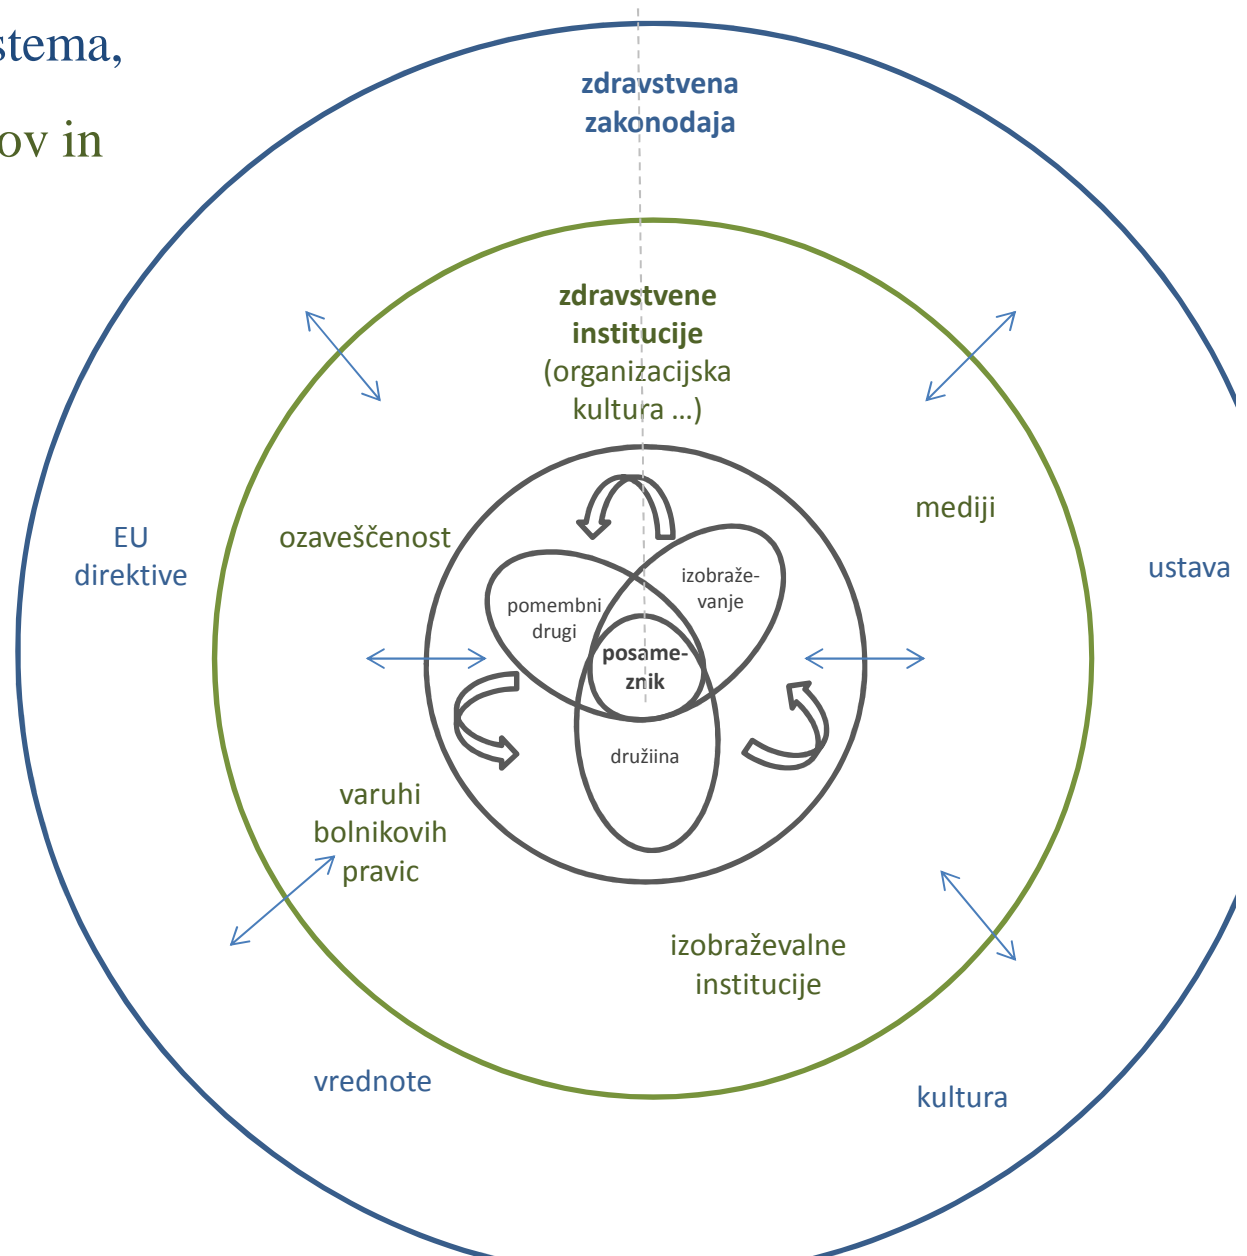 stema,
ov in
zdravstvena
zakonodaja
zdravstvene
institucije
(organizacijska
kultura ...)
mediji
ozaveščenost
EU
direktive
ustava
izobraže-
vanje
pomembni
drugi
posame-
znik
družiina
varuhi
bolnikovih
pravic
izobraževalne
institucije
vrednote
kultura